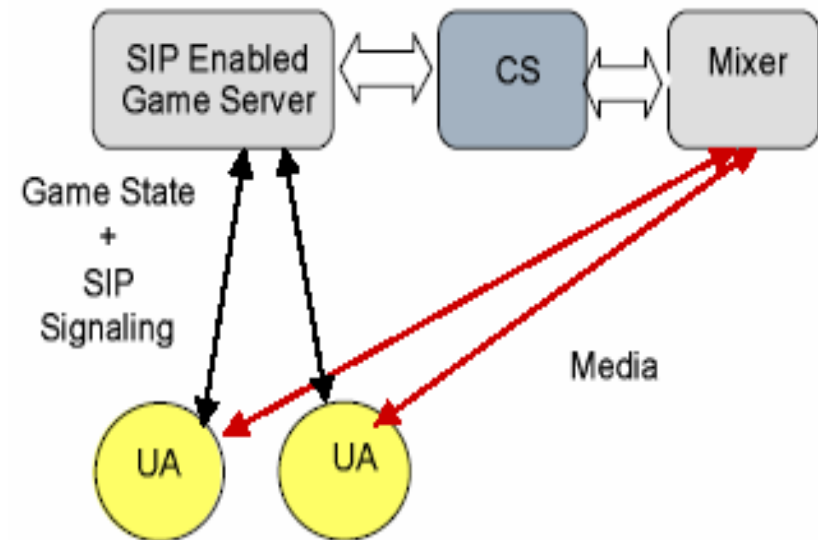 SIP Enabled
Game Server
CS
Mixer
Game State
+
SIP
Signaling
Media
UA
UA